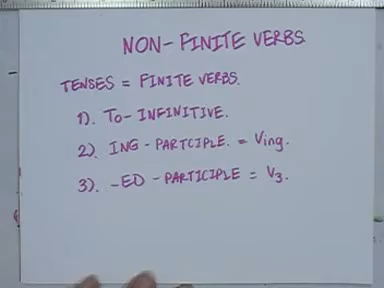 NON-FINITE VERBS
TENSES = FINITE VERBS.
1). TO-INFINITIVE.
2). ING-PARTCIPLE. = Ving.
3). -ED-PARTICIPLE = V3.